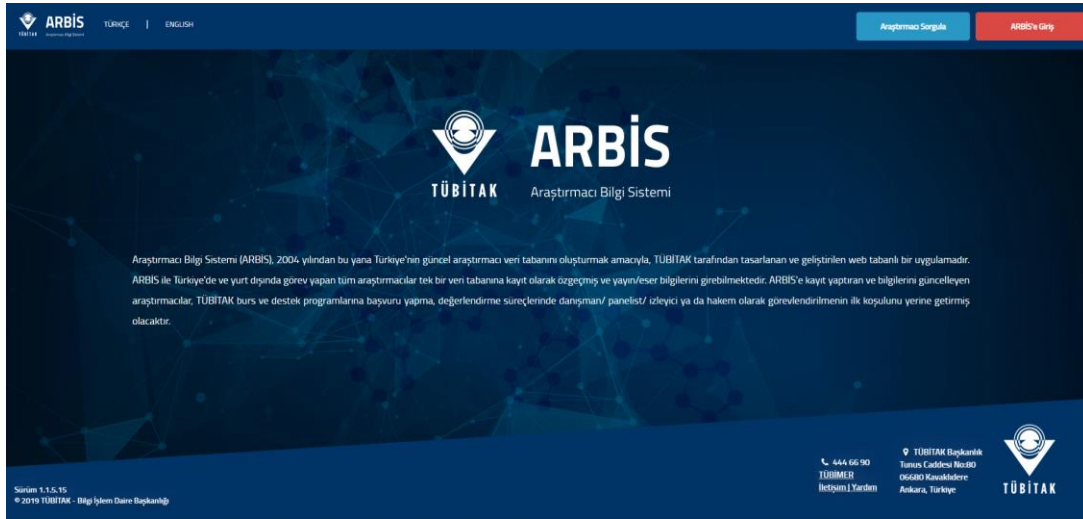 ARBİS
TÜBİTAK
Araştırmacı Bilgi Sistemi
TÜRKÇE | ENGLISH
Araştırmacı Sorgula
ARBİS'e Giriş
TÜBİTAK
ARBİS
Araştırmacı Bilgi Sistemi
Araştırmacı Bilgi Sistemi (ARBİS), 2004 yılından bu yana Türkiye'nin güncel araştırmacı veri tabanını oluşturmak amacıyla, TÜBİTAK tarafından tasarlanan ve geliştirilen web tabanlı bir uygulamadır.
ARBİS ile Türkiye'de ve yurt dışında görev yapan tüm araştırmacılar tek bir veri tabanına kayıt olarak özgeçmiş ve yayın/eser bilgilerini girebilmektedir. ARBİS'e kayıt yaptıran ve bilgilerini güncelleyen
araştırmacılar, TÜBİTAK burs ve destek programlarına başvuru yapma, değerlendirme süreçlerinde danışman/ panelist/ izleyici ya da hakem olarak görevlendirilmenin ilk koşulunu yerine getirmiş
olacaktır.
Sürüm 1.1.5.15
© 2019 TÜBİTAK - Bilgi İşlem Daire Başkanlığı
444 66 90
TÜBİMER
İletişim | Yardım
TÜBİTAK Başkanlık
Tunus Caddesi No:80
06680 Kavaklıdere
Ankara, Türkiye
TÜBİTAK